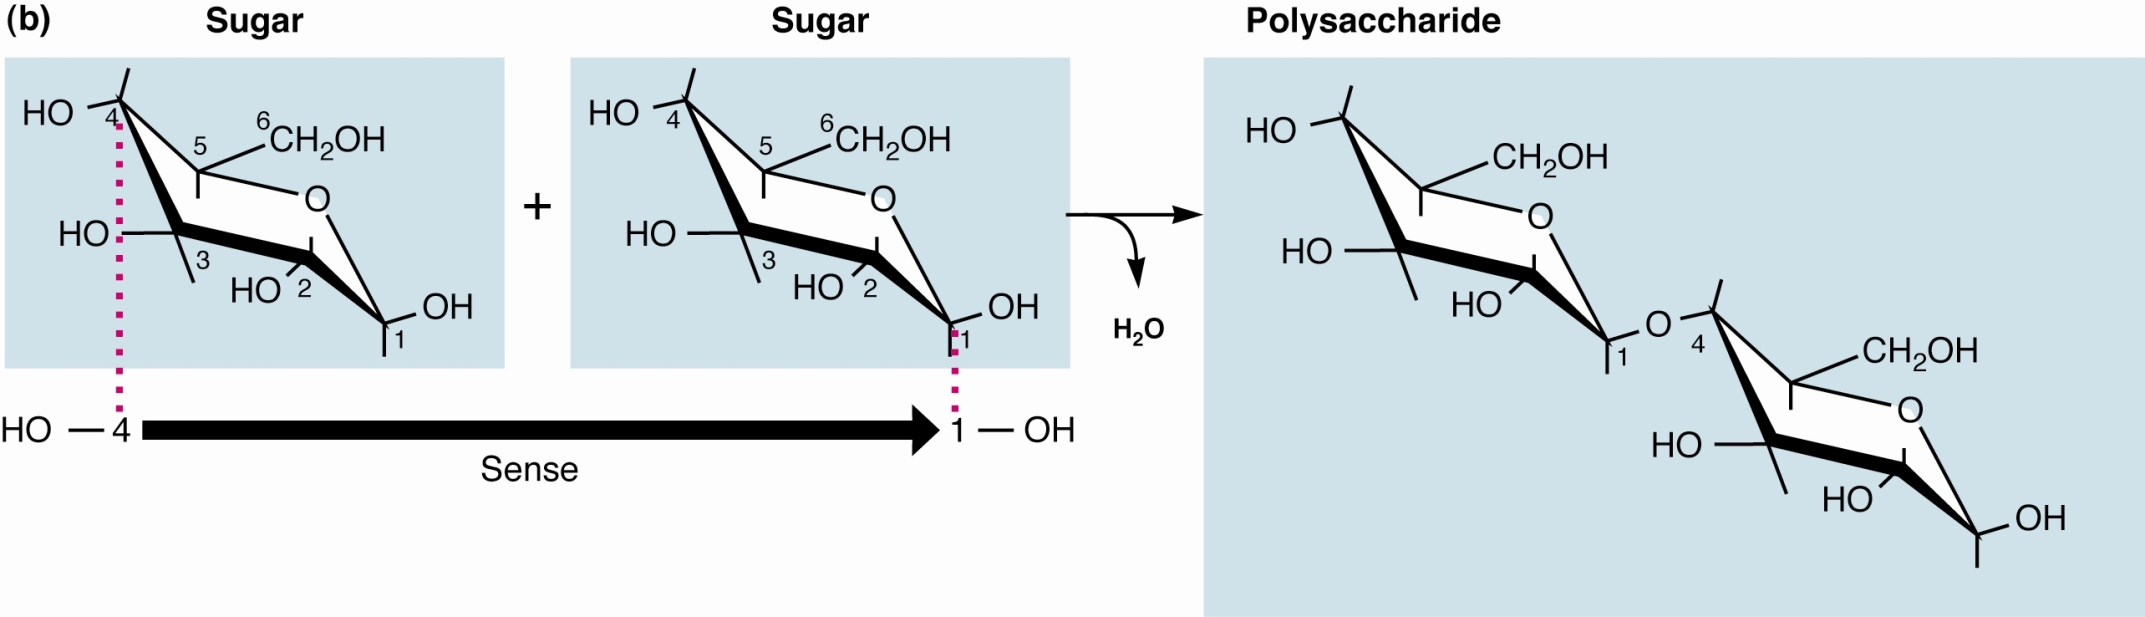 (b)
Sugar
Sugar
Polysaccharide
HO
4
5
6
CH₂OH
O
HO
3
HO
2
OH
1
+
HO
4
5
6
CH₂OH
O
HO
3
HO
2
OH
1
H₂O
HO
CH₂OH
O
HO
HO
1
O
4
CH₂OH
O
HO
HO
OH
HO — 4
1 — OH
Sense